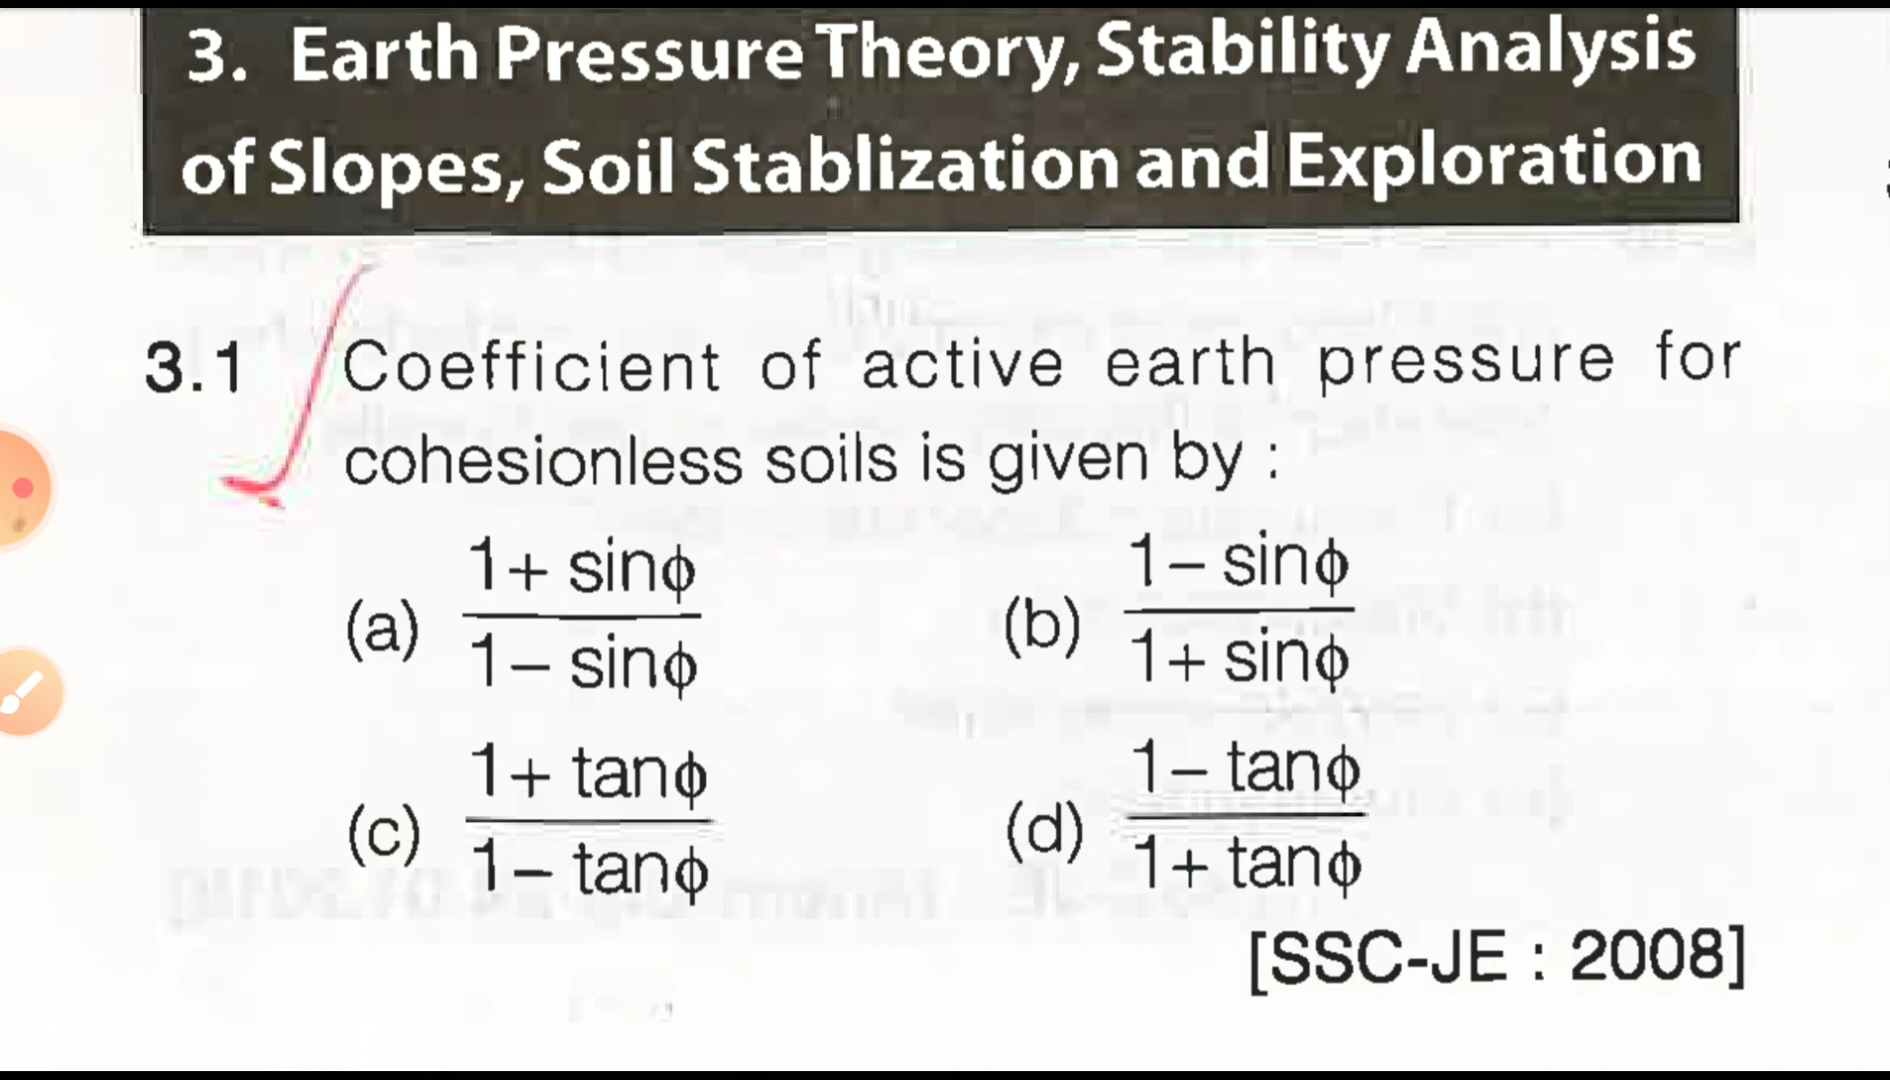 3. Earth Pressure Theory, Stability Analysis
of Slopes, Soil Stablization and Exploration
3.1 Coefficient of active earth pressure for
cohesionless soils is given by :
(a) 1+ sinϕ / 1– sinϕ (b) 1– sinϕ / 1+ sinϕ
(c) 1+ tanϕ / 1– tanϕ (d) 1– tanϕ / 1+ tanϕ
[SSC-JE : 2008]